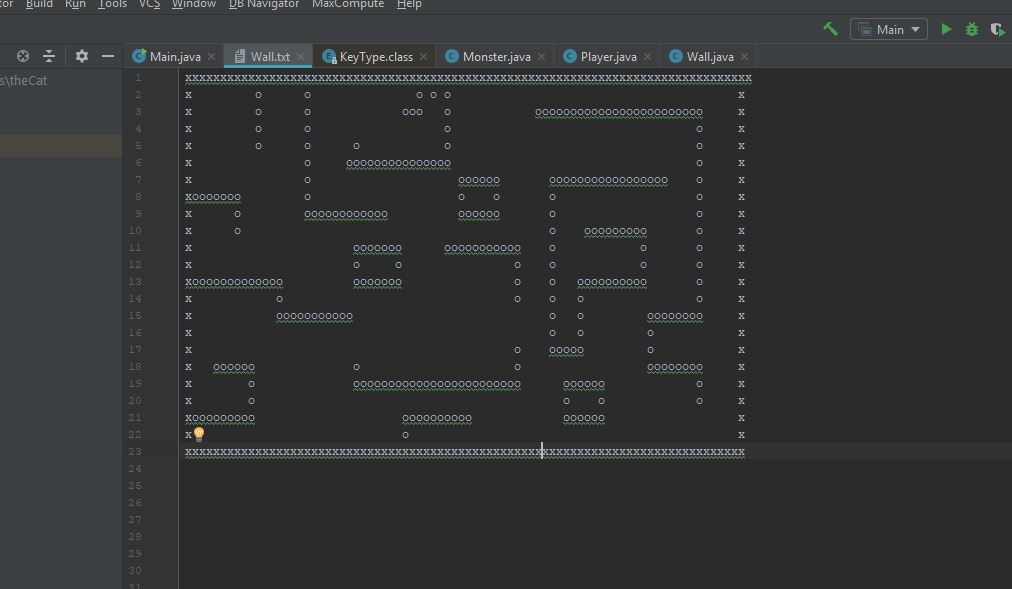 tor Build Run Tools VCS Window DB Navigator MaxCompute Help
Main
Main.java Wall.txt KeyType.class Monster.java Player.java Wall.java
s\theCat
1 xxxxxxxxxxxxxxxxxxxxxxxxxxxxxxxxxxxxxxxxxxxxxxxxxxxxxxxxxxxxxxxxxxxxxxxxxxxxxxxxx
2 x o o o o o x
3 x o o ooo o oooooooooooooooooooooooo x
4 x o o o o x
5 x o o o o o x
6 x o ooooooooooooooo o x
7 x o oooooo ooooooooooooooooo o x
8 xooooooo o o o o o x
9 x o oooooooooooo oooooo o o x
10 x o o ooooooooo o x
11 x ooooooo ooooooooooo o o o x
12 x o o o o o o x
13 xooooooooooooo ooooooo o o oooooooooo o x
14 x o o o o o x
15 x ooooooooooo o o oooooooo x
16 x o o o x
17 x o ooooo o x
18 x oooooo o o oooooooo x
19 x o oooooooooooooooooooooooo oooooo o x
20 x o o o o x
21 xooooooooo oooooooooo oooooo x
22 x o x
23 xxxxxxxxxxxxxxxxxxxxxxxxxxxxxxxxxxxxxxxxxxxxxxxxxxxxxxxxxxxxxxxxxxxxxxxxxxxxxxxx
24
25
26
27
28
29
30
31